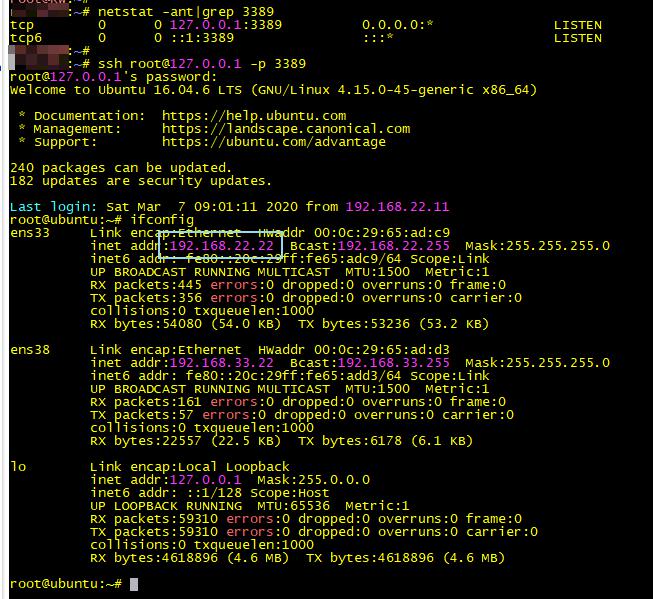 :~# netstat -ant|grep 3389
tcp 0 0 127.0.0.1:3389 0.0.0.0:* LISTEN
tcp6 0 0 ::1:3389 :::* LISTEN
:~#
:~# ssh root@127.0.0.1 -p 3389
root@127.0.0.1's password:
Welcome to Ubuntu 16.04.6 LTS (GNU/Linux 4.15.0-45-generic x86_64)
* Documentation: https://help.ubuntu.com
* Management: https://landscape.canonical.com
* Support: https://ubuntu.com/advantage
240 packages can be updated.
182 updates are security updates.
Last login: Sat Mar 7 09:01:11 2020 from 192.168.22.11
root@ubuntu:~# ifconfig
ens33 Link encap:Ethernet HWaddr 00:0c:29:65:ad:c9
inet addr:192.168.22.22 Bcast:192.168.22.255 Mask:255.255.255.0
inet6 addr: fe80::20c:29ff:fe65:adc9/64 Scope:Link
UP BROADCAST RUNNING MULTICAST MTU:1500 Metric:1
RX packets:445 errors:0 dropped:0 overruns:0 frame:0
TX packets:356 errors:0 dropped:0 overruns:0 carrier:0
collisions:0 txqueuelen:1000
RX bytes:54080 (54.0 KB) TX bytes:53236 (53.2 KB)
ens38 Link encap:Ethernet HWaddr 00:0c:29:65:ad:d3
inet addr:192.168.33.22 Bcast:192.168.33.255 Mask:255.255.255.0
inet6 addr: fe80::20c:29ff:fe65:add3/64 Scope:Link
UP BROADCAST RUNNING MULTICAST MTU:1500 Metric:1
RX packets:161 errors:0 dropped:0 overruns:0 frame:0
TX packets:57 errors:0 dropped:0 overruns:0 carrier:0
collisions:0 txqueuelen:1000
RX bytes:22557 (22.5 KB) TX bytes:6178 (6.1 KB)
lo Link encap:Local Loopback
inet addr:127.0.0.1 Mask:255.0.0.0
inet6 addr: ::1/128 Scope:Host
UP LOOPBACK RUNNING MTU:65536 Metric:1
RX packets:59310 errors:0 dropped:0 overruns:0 frame:0
TX packets:59310 errors:0 dropped:0 overruns:0 carrier:0
collisions:0 txqueuelen:1000
RX bytes:4618896 (4.6 MB) TX bytes:4618896 (4.6 MB)
root@ubuntu:~#